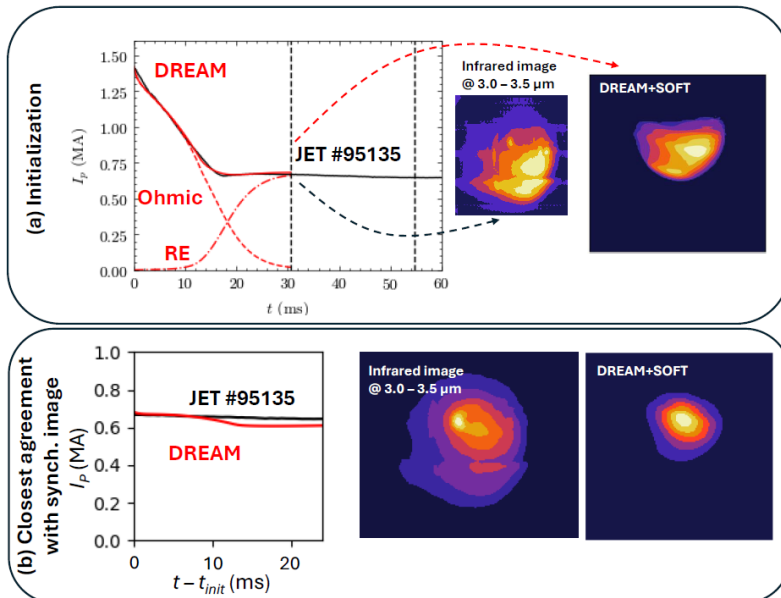 (a) Initialization
1.50
1.25
1.00
0.75
0.50
0.25
0.00
I_p (MA)
DREAM
JET #95135
Ohmic
RE
0 10 20 30 40 50 60
t (ms)
Infrared image
@ 3.0 – 3.5 µm
DREAM+SOFT
(b) Closest agreement
with synch. image
1.0
0.8
0.6
0.4
0.2
0.0
I_P (MA)
JET #95135
DREAM
0 10 20
t – t_init (ms)
Infrared image
@ 3.0 – 3.5 µm
DREAM+SOFT